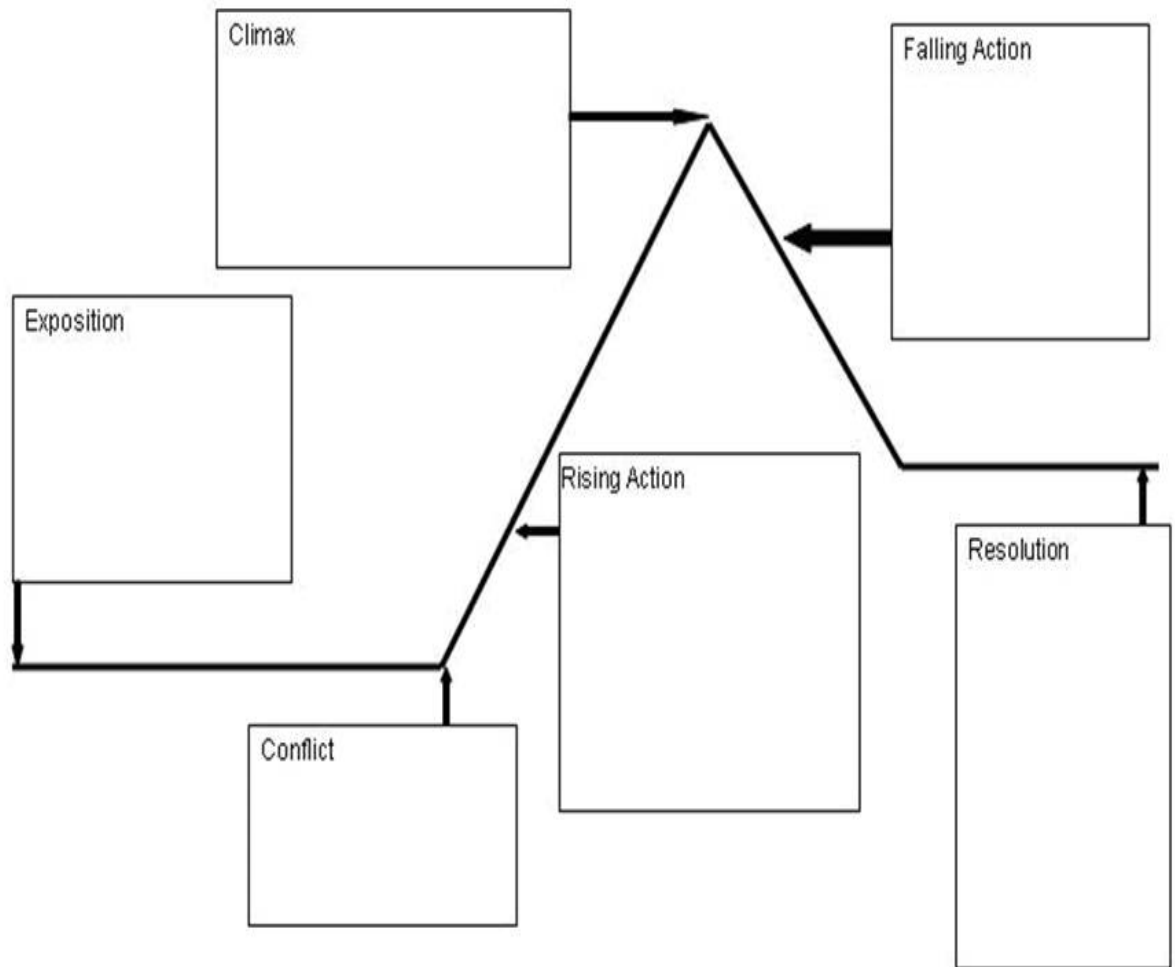 Climax
Falling Action
Exposition
Rising Action
Resolution
Conflict